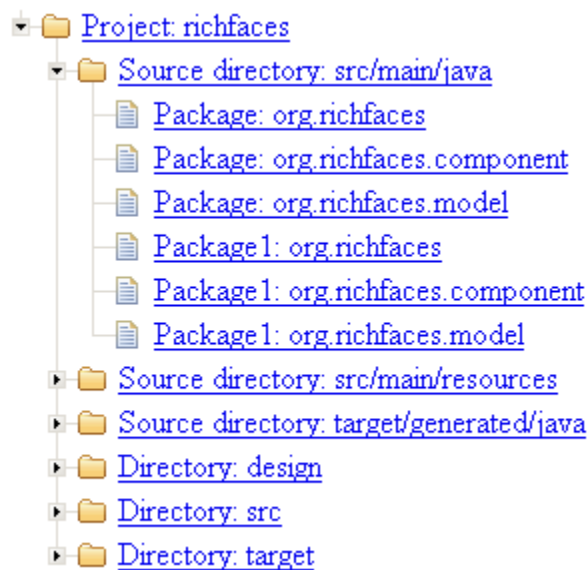 Project: richfaces
Source directory: src/main/java
Package: org.richfaces
Package: org.richfaces.component
Package: org.richfaces.model
Package1: org.richfaces
Package1: org.richfaces.component
Package1: org.richfaces.model
Source directory: src/main/resources
Source directory: target/generated/java
Directory: design
Directory: src
Directory: target